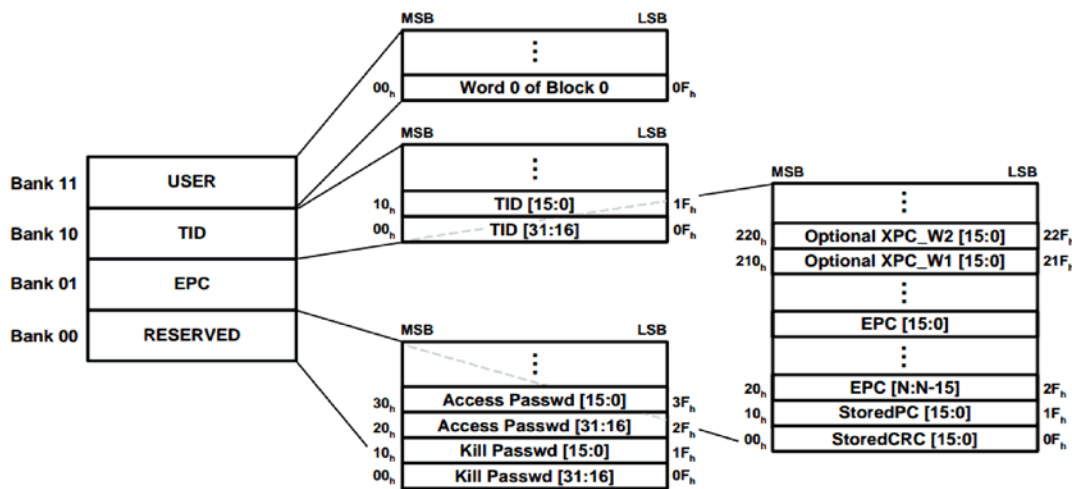 MSB LSB
⋮
00h Word 0 of Block 0 0Fh
MSB LSB
⋮
10h TID [15:0] 1Fh
00h TID [31:16] 0Fh
Bank 11 USER
Bank 10 TID
Bank 01 EPC
Bank 00 RESERVED
MSB LSB
⋮
30h Access Passwd [15:0] 3Fh
20h Access Passwd [31:16] 2Fh
10h Kill Passwd [15:0] 1Fh
00h Kill Passwd [31:16] 0Fh
MSB LSB
⋮
220h Optional XPC_W2 [15:0] 22Fh
210h Optional XPC_W1 [15:0] 21Fh
⋮
EPC [15:0]
⋮
20h EPC [N:N-15] 2Fh
10h StoredPC [15:0] 1Fh
00h StoredCRC [15:0] 0Fh